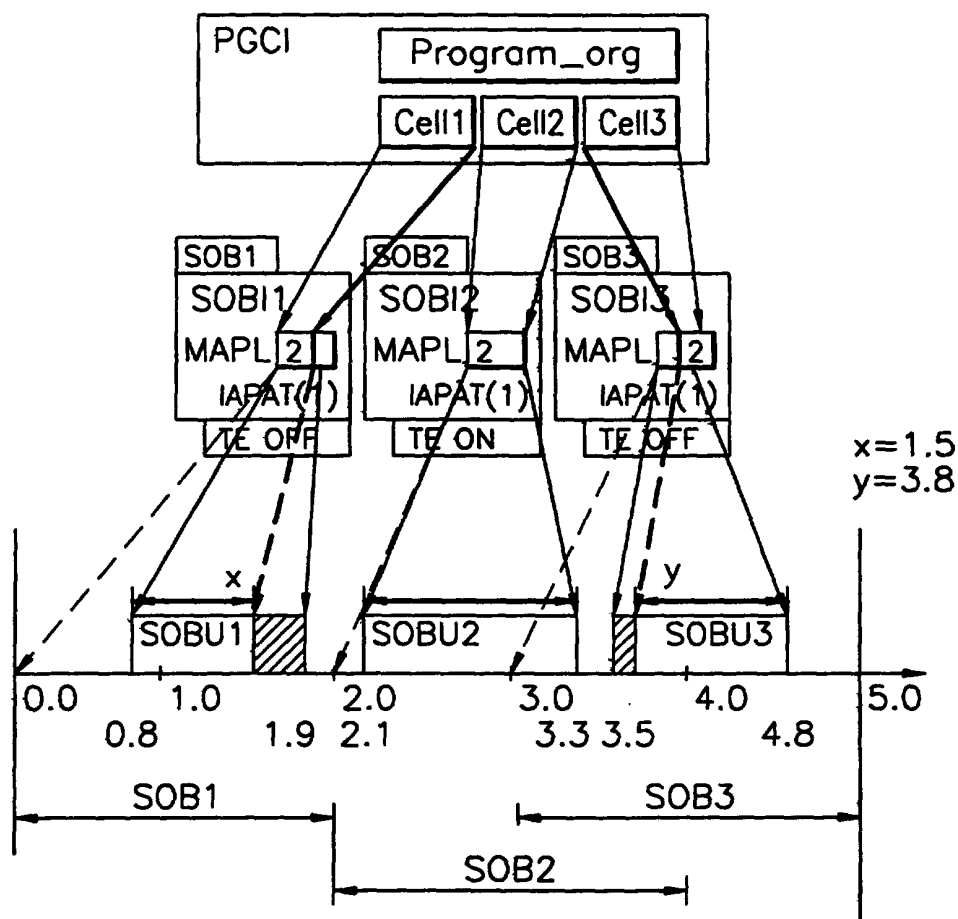 PGCI
Program_org
Cell1 Cell2 Cell3
SOB1 SOB2 SOB3
SOBI1 SOBI2 SOBI3
MAPL 2 MAPL 2 MAPL 2
IAPAT(1) IAPAT(1) IAPAT(1)
TE OFF TE ON TE OFF
x=1.5
y=3.8
x y
SOBU1 SOBU2 SOBU3
0.0 1.0 2.0 3.0 4.0 5.0
0.8 1.9 2.1 3.3 3.5 4.8
SOB1 SOB3
SOB2